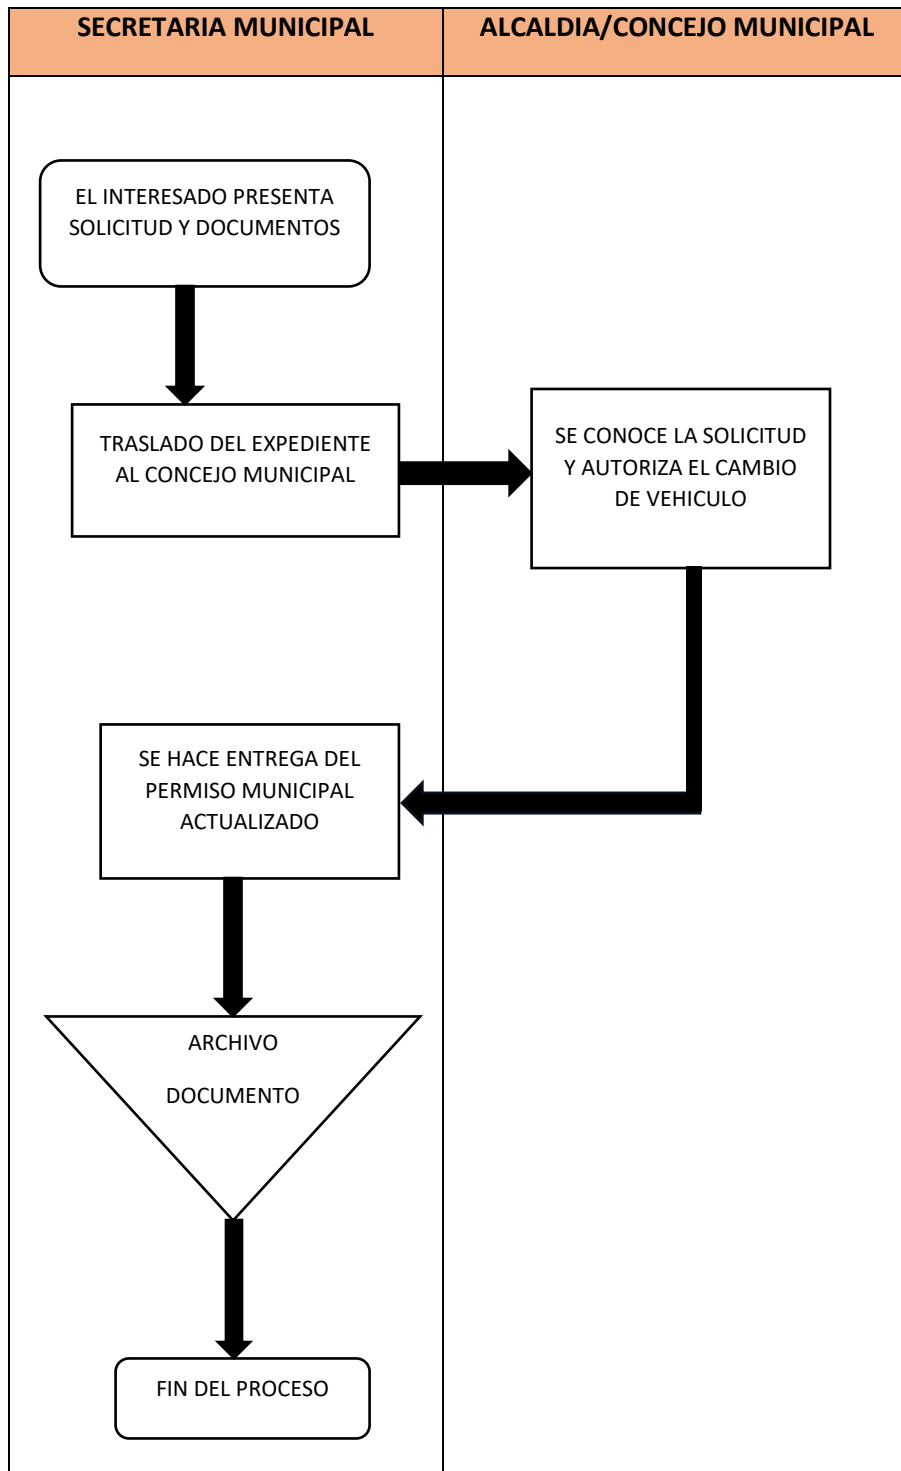 SECRETARIA MUNICIPAL
ALCALDIA/CONCEJO MUNICIPAL
EL INTERESADO PRESENTA
SOLICITUD Y DOCUMENTOS
TRASLADO DEL EXPEDIENTE
AL CONCEJO MUNICIPAL
SE CONOCE LA SOLICITUD
Y AUTORIZA EL CAMBIO
DE VEHICULO
SE HACE ENTREGA DEL
PERMISO MUNICIPAL
ACTUALIZADO
ARCHIVO
DOCUMENTO
FIN DEL PROCESO